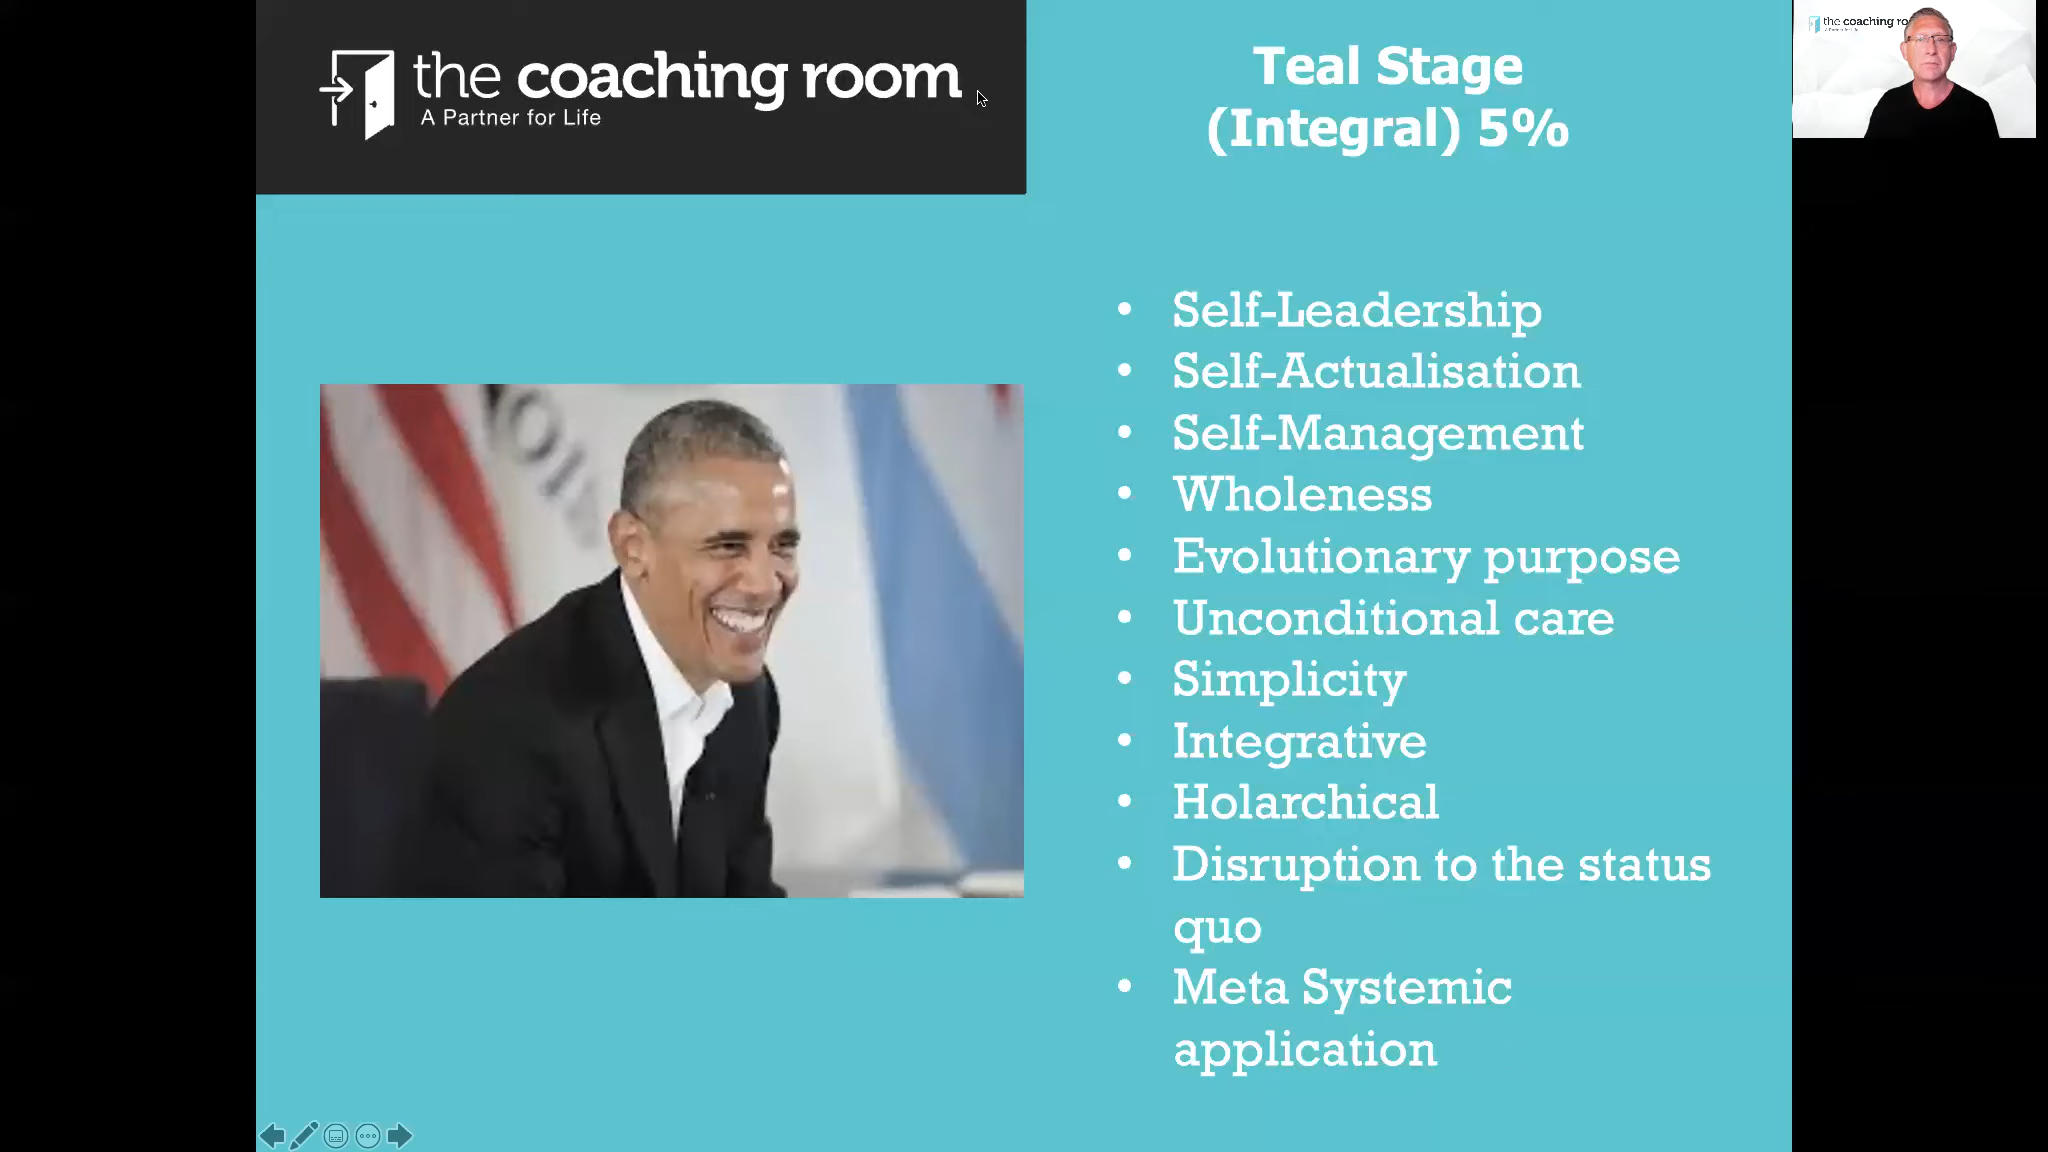 the coaching room
A Partner for Life
Teal Stage
(Integral) 5%
• Self-Leadership
• Self-Actualisation
• Self-Management
• Wholeness
• Evolutionary purpose
• Unconditional care
• Simplicity
• Integrative
• Holarchical
• Disruption to the status
quo
• Meta Systemic
application
the coaching ro